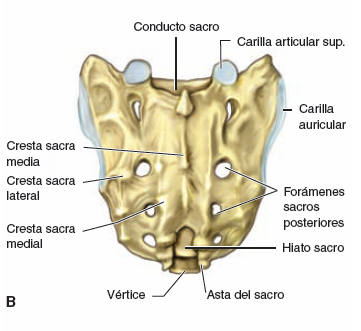 Conducto sacro
Carilla articular sup.
Carilla
auricular
Cresta sacra
media
Cresta sacra
lateral
Forámenes
sacros
posteriores
Cresta sacra
medial
Hiato sacro
Vértice
Asta del sacro
B